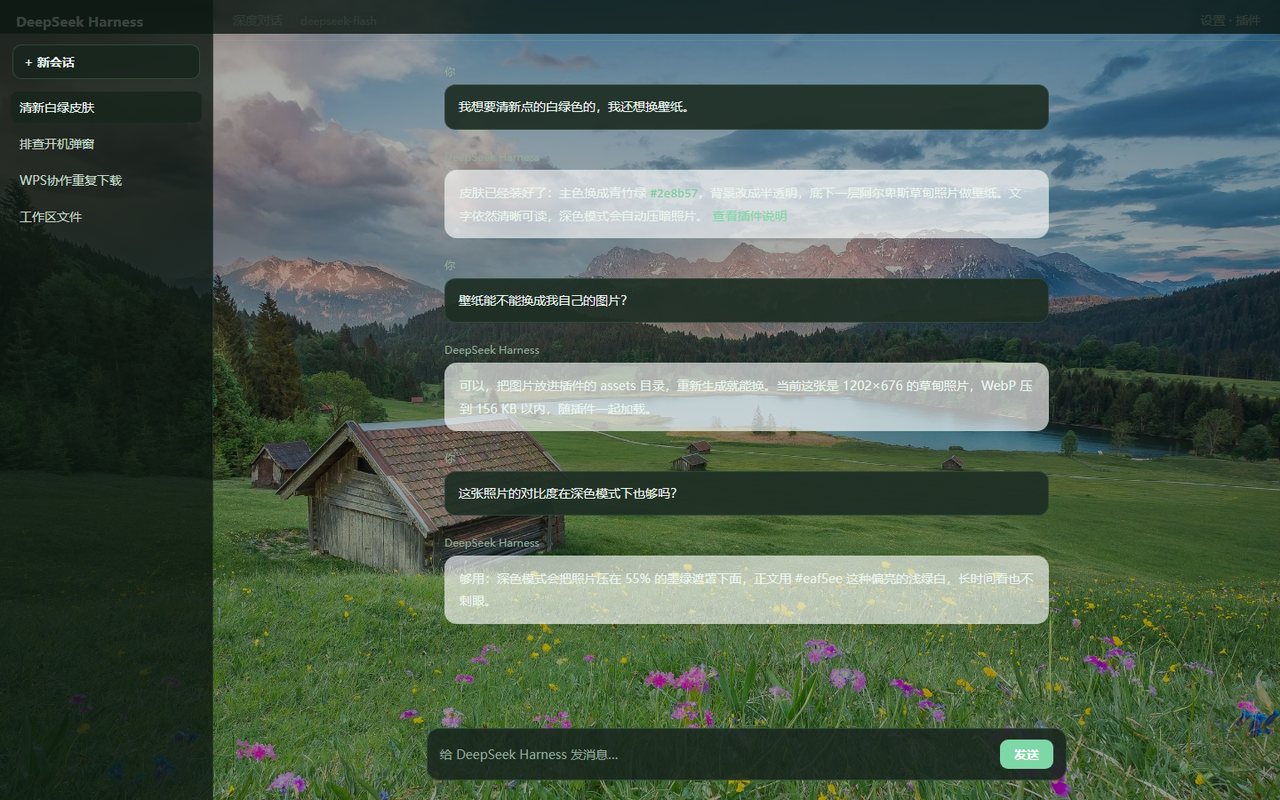 DeepSeek Harness
深度对话 deepseek-flash
设置 · 插件
+ 新会话
清新白绿皮肤
排查开机弹窗
WPS协作重复下载
工作区文件
你
我想要清新点的白绿色的，我还想换壁纸。
DeepSeek Harness
皮肤已经装好了：主色换成青竹绿 #2e8b57，背景改成半透明，底下一层阿尔卑斯草甸照片做壁纸。文
字依然清晰可读，深色模式会自动压暗照片。 查看插件说明
你
壁纸能不能换成我自己的图片？
DeepSeek Harness
可以，把图片放进插件的 assets 目录，重新生成就能换。当前这张是 1202×676 的草甸照片，WebP 压
到 156 KB 以内，随插件一起加载。
你
这张照片的对比度在深色模式下也够吗？
DeepSeek Harness
够用：深色模式会把照片压在 55% 的墨绿遮罩下面，正文用 #eaf5ee 这种偏亮的浅绿白，长时间看也不
刺眼。
给 DeepSeek Harness 发消息...
发送